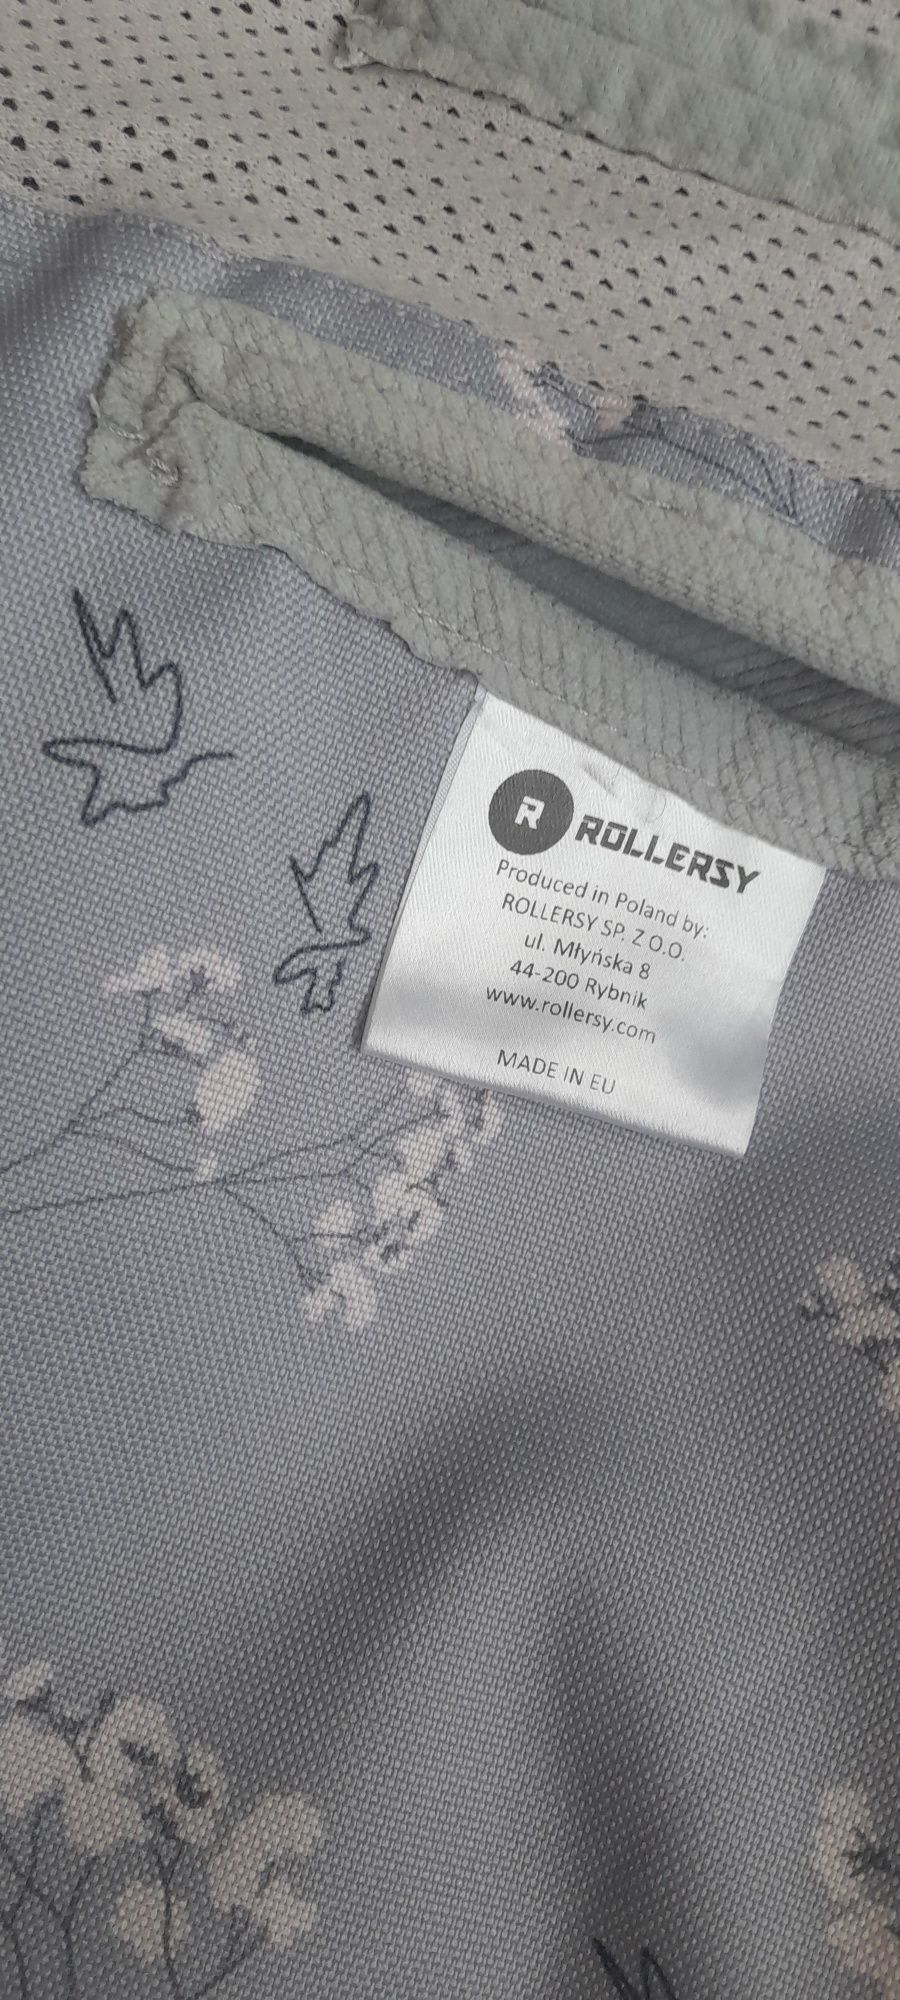 R ROLLERSY
Produced in Poland by:
ROLLERSY SP. Z O.O.
ul. Młyńska 8
44-200 Rybnik
www.rollersy.com
MADE IN EU